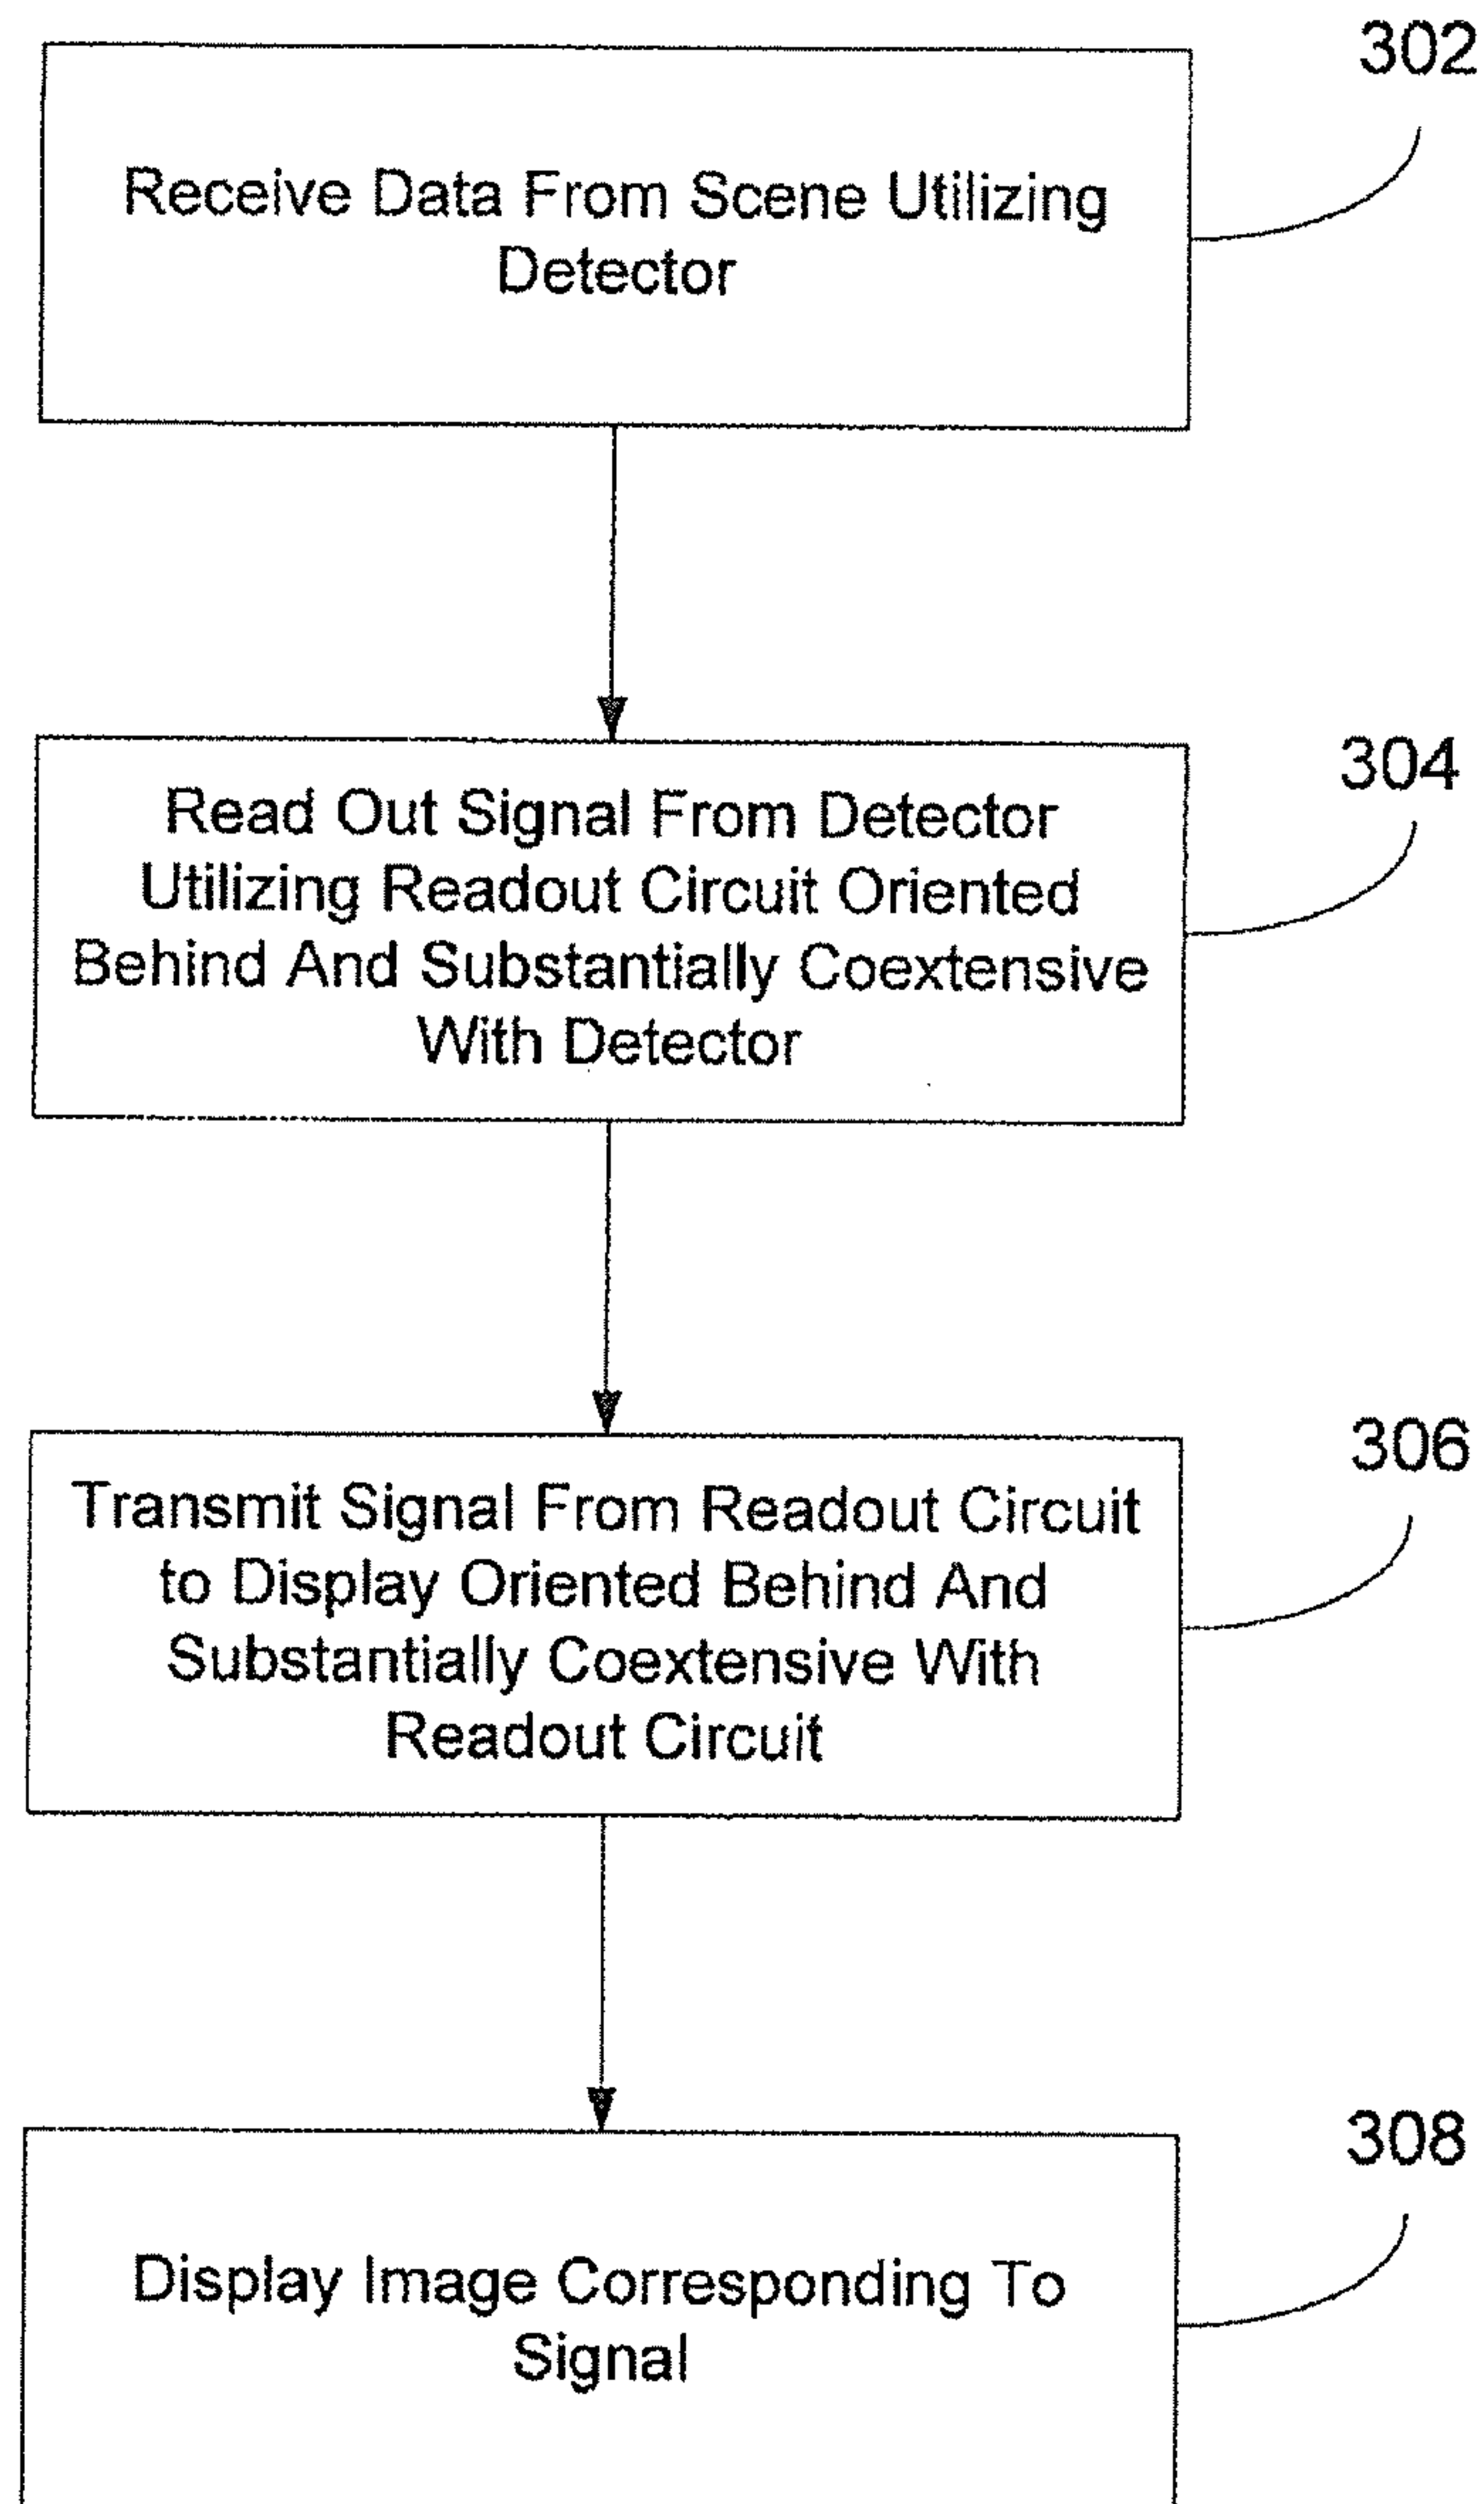 302
Receive Data From Scene Utilizing
Detector
304
Read Out Signal From Detector
Utilizing Readout Circuit Oriented
Behind And Substantially Coextensive
With Detector
306
Transmit Signal From Readout Circuit
to Display Oriented Behind And
Substantially Coextensive With
Readout Circuit
308
Display Image Corresponding To
Signal